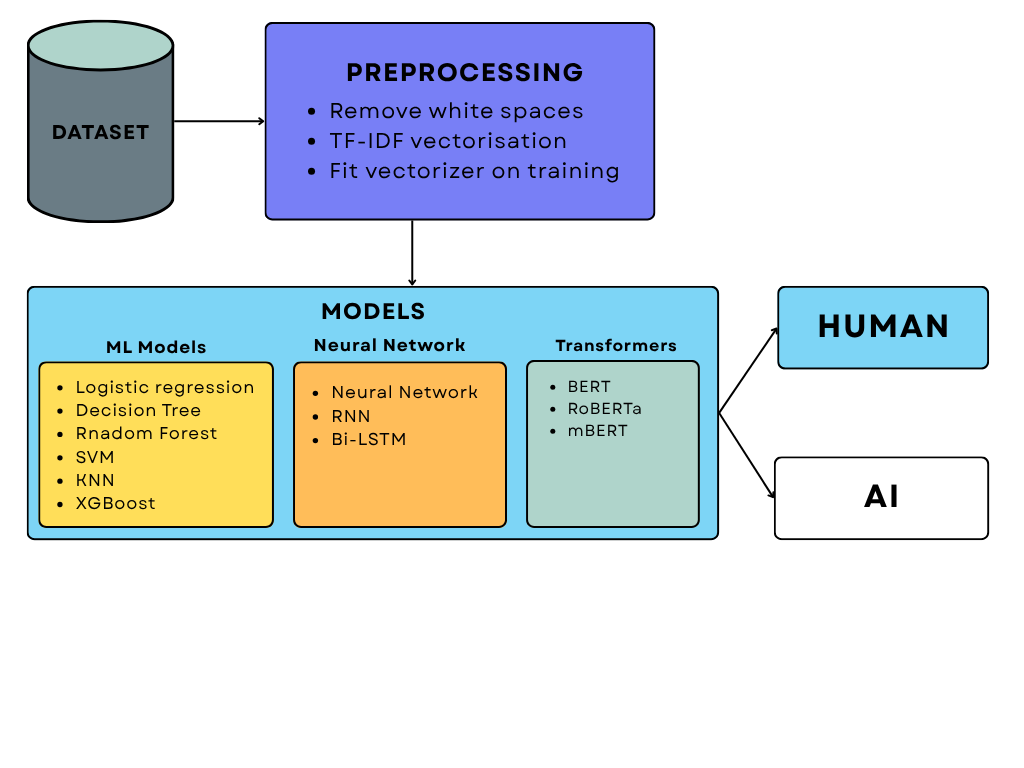 DATASET
PREPROCESSING
• Remove white spaces
• TF-IDF vectorisation
• Fit vectorizer on training
MODELS
ML Models
• Logistic regression
• Decision Tree
• Rnadom Forest
• SVM
• KNN
• XGBoost
Neural Network
• Neural Network
• RNN
• Bi-LSTM
Transformers
• BERT
• RoBERTa
• mBERT
HUMAN
AI